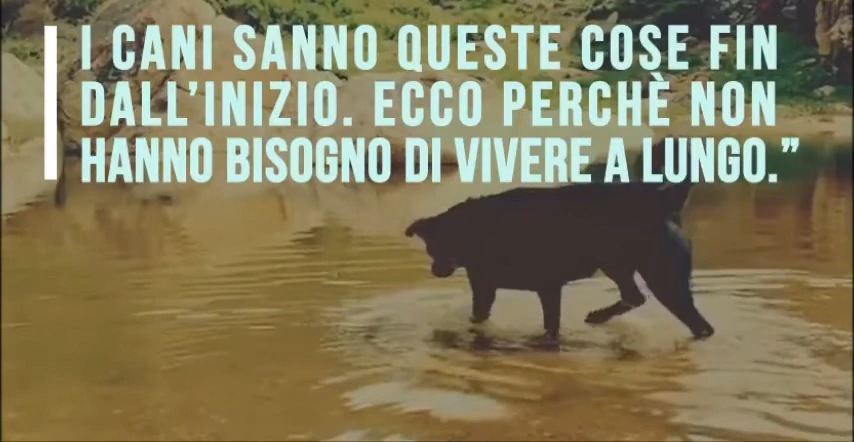 I CANI SANNO QUESTE COSE FIN
DALL'INIZIO. ECCO PERCHÈ NON
HANNO BISOGNO DI VIVERE A LUNGO.”